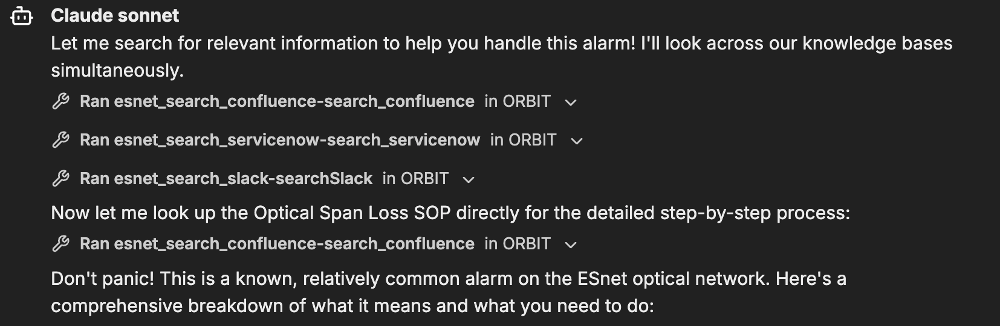 Claude sonnet
Let me search for relevant information to help you handle this alarm! I'll look across our knowledge bases
simultaneously.
Ran esnet_search_confluence-search_confluence in ORBIT
Ran esnet_search_servicenow-search_servicenow in ORBIT
Ran esnet_search_slack-searchSlack in ORBIT
Now let me look up the Optical Span Loss SOP directly for the detailed step-by-step process:
Ran esnet_search_confluence-search_confluence in ORBIT
Don't panic! This is a known, relatively common alarm on the ESnet optical network. Here's a
comprehensive breakdown of what it means and what you need to do: